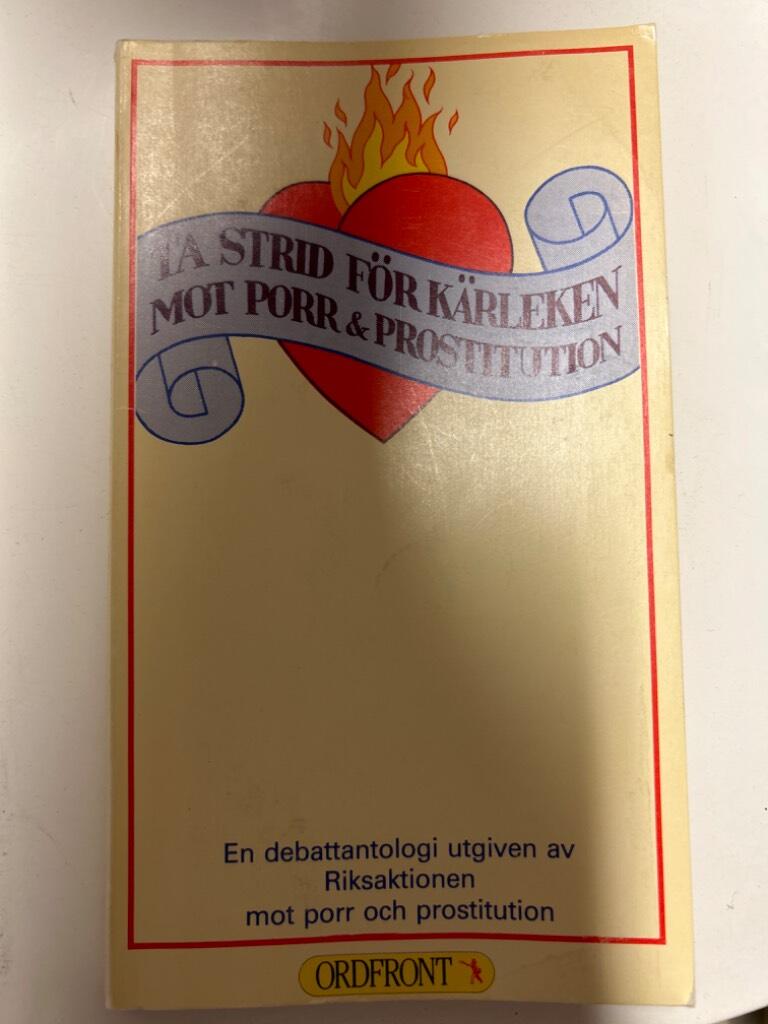 TA STRID FÖR KÄRLEKEN
MOT PORR & PROSTITUTION
En debattantologi utgiven av
Riksaktionen
mot porr och prostitution
ORDFRONT